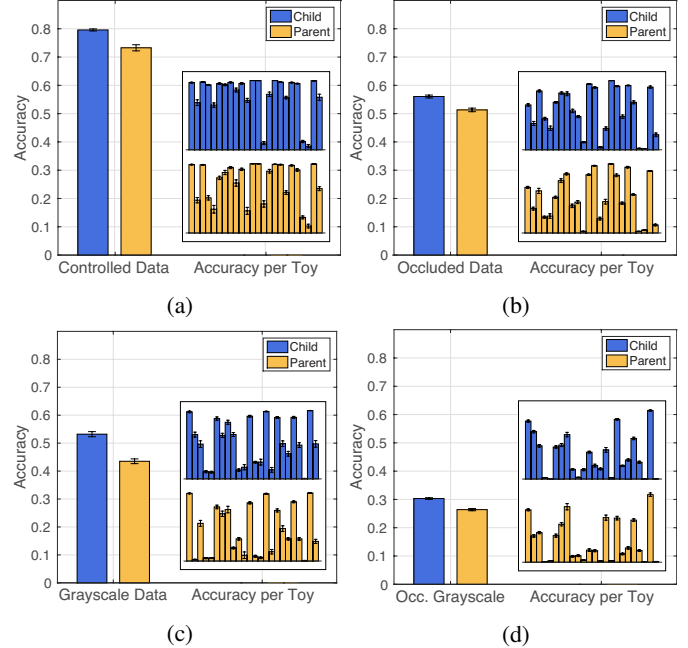 Child
Parent
Accuracy
0.8
0.7
0.6
0.5
0.4
0.3
0.2
0.1
0
Controlled Data
Accuracy per Toy
(a)
Child
Parent
Accuracy
0.8
0.7
0.6
0.5
0.4
0.3
0.2
0.1
0
Occluded Data
Accuracy per Toy
(b)
Child
Parent
Accuracy
0.8
0.7
0.6
0.5
0.4
0.3
0.2
0.1
0
Grayscale Data
Accuracy per Toy
(c)
Child
Parent
Accuracy
0.8
0.7
0.6
0.5
0.4
0.3
0.2
0.1
0
Occ. Grayscale
Accuracy per Toy
(d)